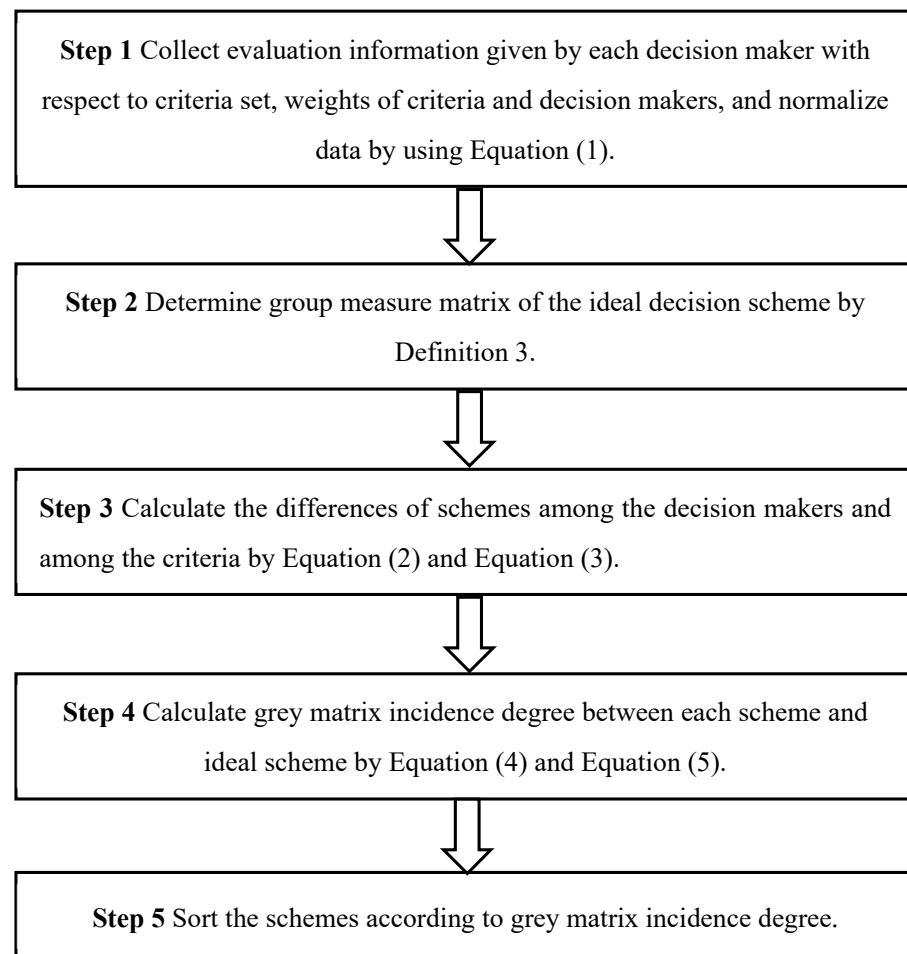 Step 1 Collect evaluation information given by each decision maker with
respect to criteria set, weights of criteria and decision makers, and normalize
data by using Equation (1).
Step 2 Determine group measure matrix of the ideal decision scheme by
Definition 3.
Step 3 Calculate the differences of schemes among the decision makers and
among the criteria by Equation (2) and Equation (3).
Step 4 Calculate grey matrix incidence degree between each scheme and
ideal scheme by Equation (4) and Equation (5).
Step 5 Sort the schemes according to grey matrix incidence degree.